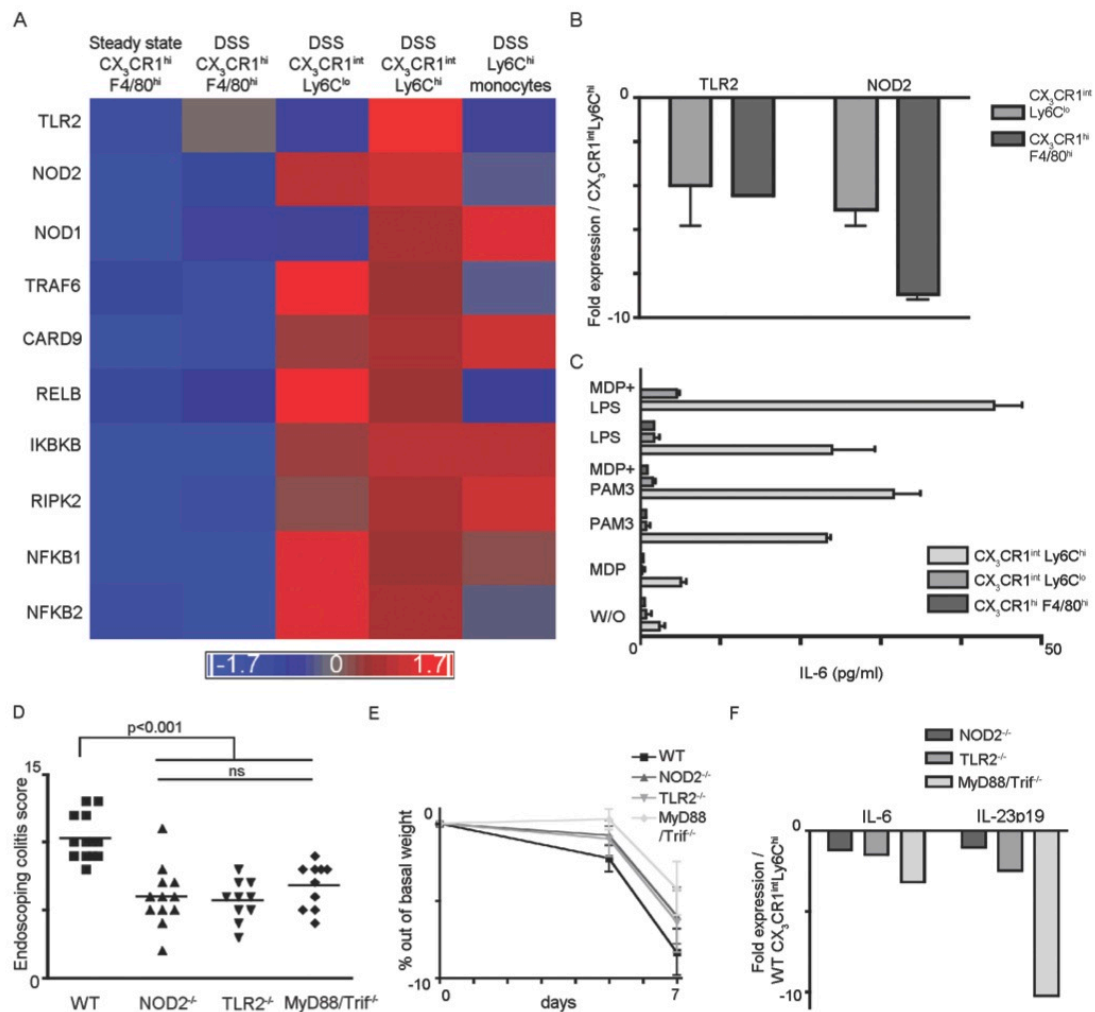 A
Steady state
CX₃CR1ʰⁱ
F4/80ʰⁱ
DSS
CX₃CR1ʰⁱ
F4/80ʰⁱ
DSS
CX₃CR1ⁱⁿᵗ
Ly6Cˡᵒ
DSS
CX₃CR1ⁱⁿᵗ
Ly6Cʰⁱ
DSS
Ly6Cʰⁱ
monocytes
TLR2
NOD2
NOD1
TRAF6
CARD9
RELB
IKBKB
RIPK2
NFKB1
NFKB2
-1.7 0 1.7
B
Fold expression / CX₃CR1ⁱⁿᵗLy6Cʰⁱ
0
-10
TLR2 NOD2
CX₃CR1ⁱⁿᵗ
Ly6Cˡᵒ
CX₃CR1ʰⁱ
F4/80ʰⁱ
C
MDP+
LPS
LPS
MDP+
PAM3
PAM3
MDP
W/O
CX₃CR1ⁱⁿᵗ Ly6Cʰⁱ
CX₃CR1ⁱⁿᵗ Ly6Cˡᵒ
CX₃CR1ʰⁱ F4/80ʰⁱ
0 50
IL-6 (pg/ml)
D
p<0.001
ns
Endoscoping colitis score
15
0
WT NOD2⁻/⁻ TLR2⁻/⁻ MyD88/Trif⁻/⁻
E
WT
NOD2⁻/⁻
TLR2⁻/⁻
MyD88
/Trif⁻/⁻
% out of basal weight
0
-10
0 7
days
F
NOD2⁻/⁻
TLR2⁻/⁻
MyD88/Trif⁻/⁻
IL-6 IL-23p19
Fold expression /
WT CX₃CR1ⁱⁿᵗLy6Cʰⁱ
0
-10